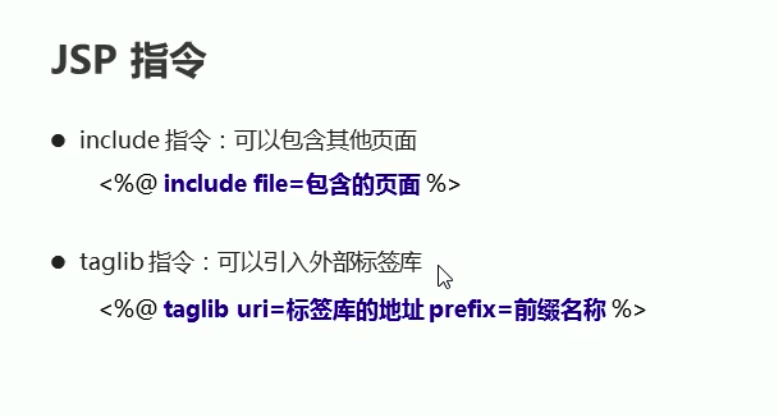 JSP 指令
● include 指令：可以包含其他页面
<%@ include file=包含的页面 %>
● taglib 指令：可以引入外部标签库
<%@ taglib uri=标签库的地址 prefix=前缀名称 %>